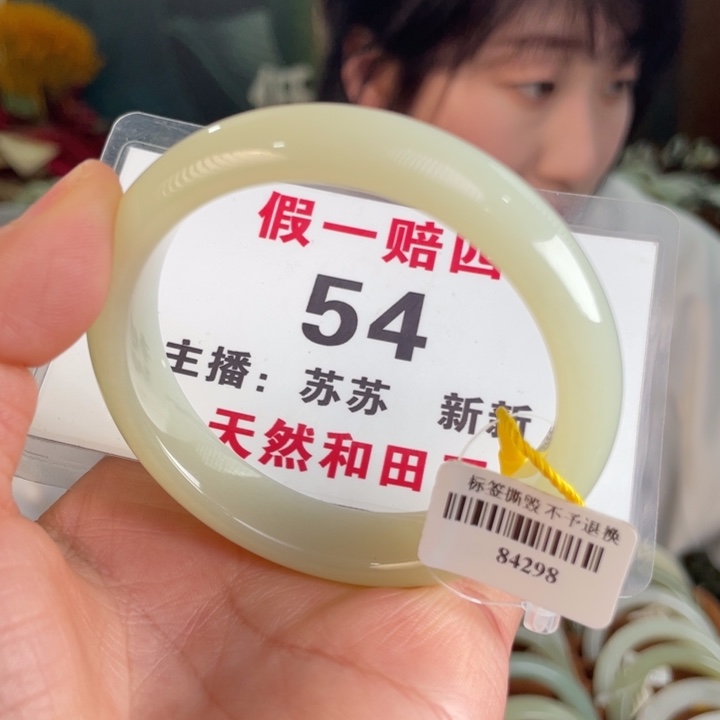 低
假一赔四
54
主播：苏苏 新新
天然和田
标签撕毁不予退换
84298